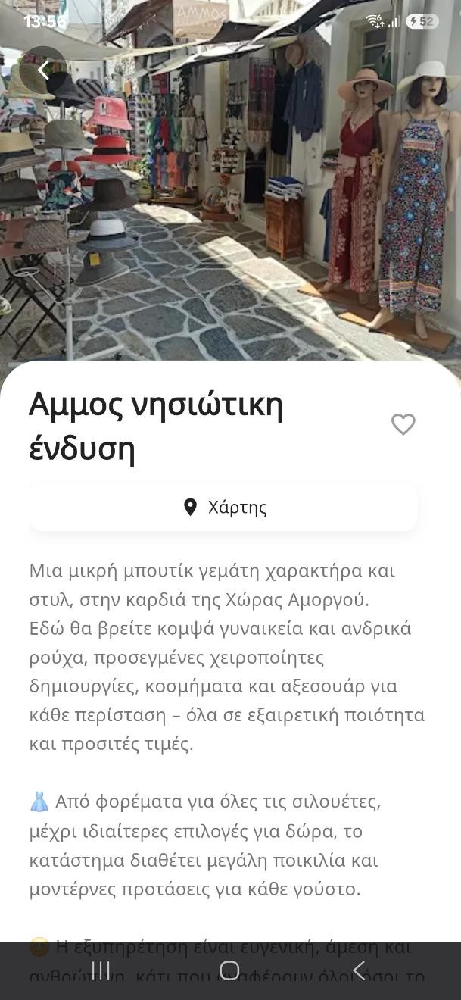 13:56
52
ΑΜΜΟΣ
Αμμος νησιώτικη
ένδυση
Χάρτης
Μια μικρή μπουτίκ γεμάτη χαρακτήρα και
στυλ, στην καρδιά της Χώρας Αμοργού.
Εδώ θα βρείτε κομψά γυναικεία και ανδρικά
ρούχα, προσεγμένες χειροποίητες
δημιουργίες, κοσμήματα και αξεσουάρ για
κάθε περίσταση – όλα σε εξαιρετική ποιότητα
και προσιτές τιμές.
👗 Από φορέματα για όλες τις σιλουέτες,
μέχρι ιδιαίτερες επιλογές για δώρα, το
κατάστημα διαθέτει μεγάλη ποικιλία και
μοντέρνες προτάσεις για κάθε γούστο.
😊 Η εξυπηρέτηση είναι ευγενική, άμεση και
ανθρώπινη, κάτι που αναφέρουν όλοι όσοι το